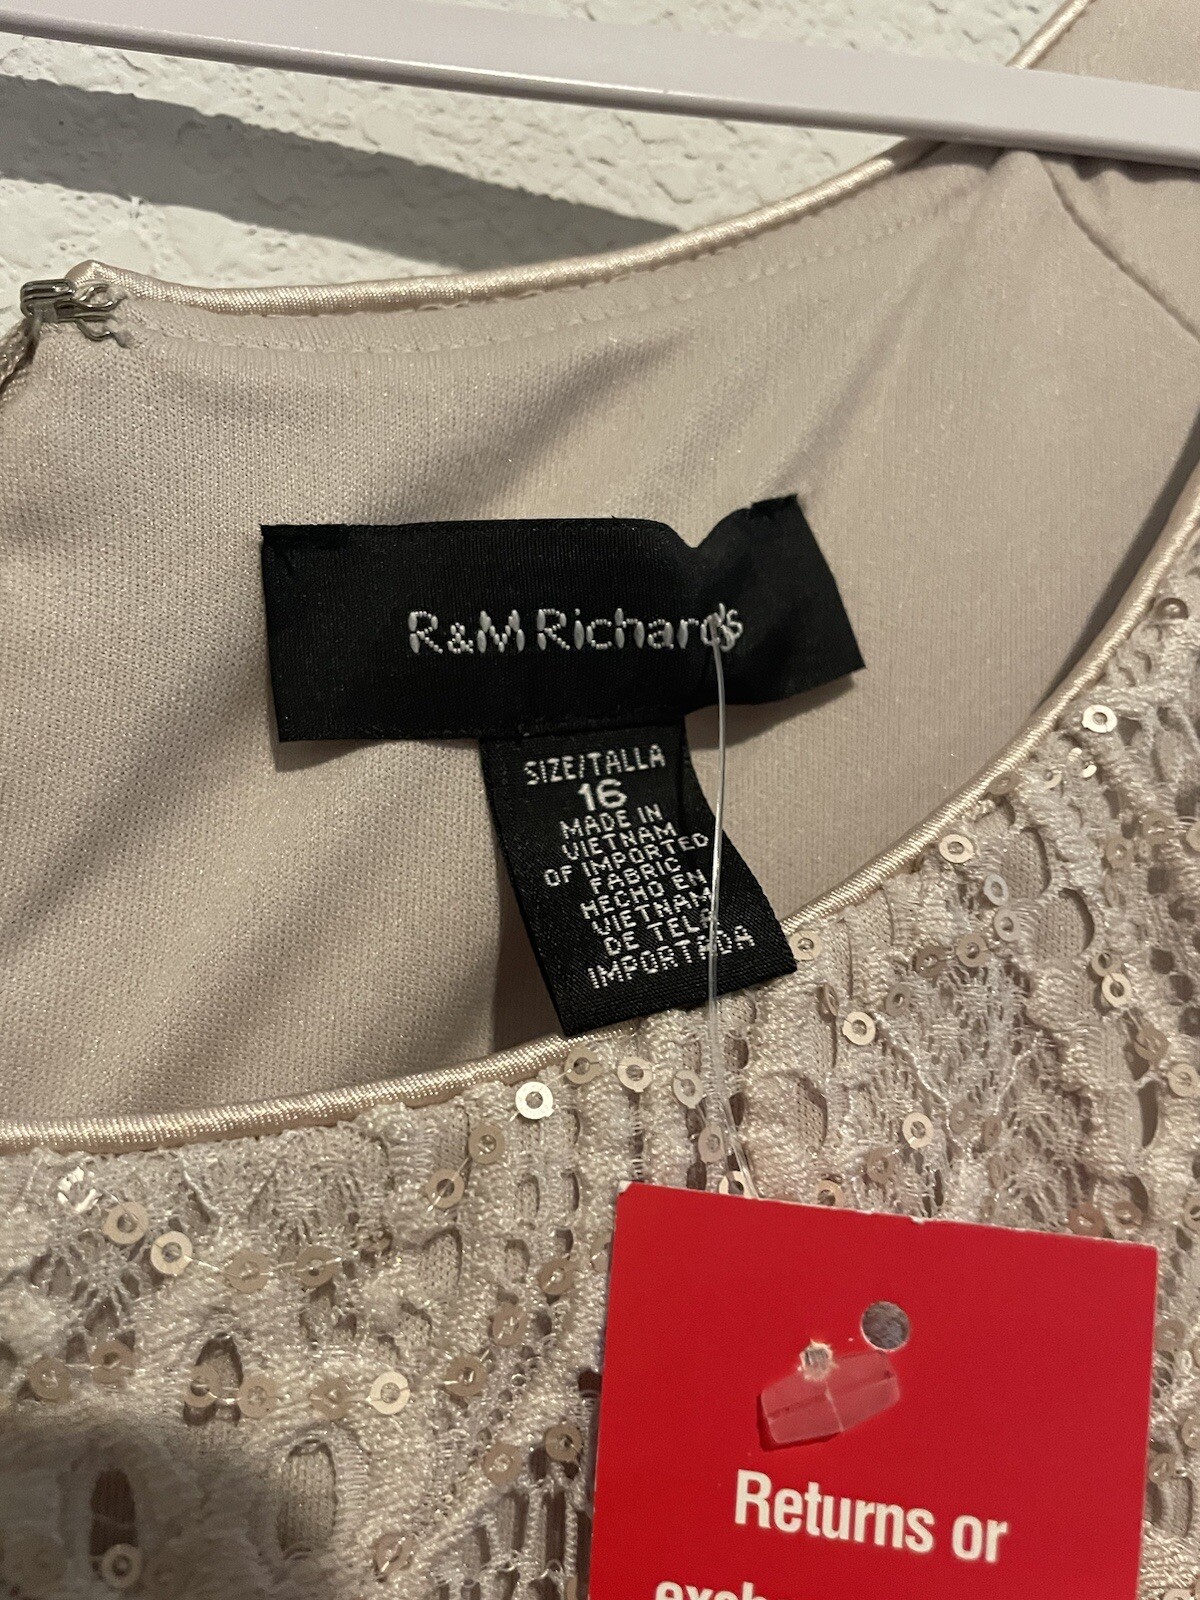 R&M Richards
SIZE/TALLA
16
MADE IN
VIETNAM
OF IMPORTED
FABRIC
HECHO EN
VIETNAM
DE TELA
IMPORTADA
Returns or